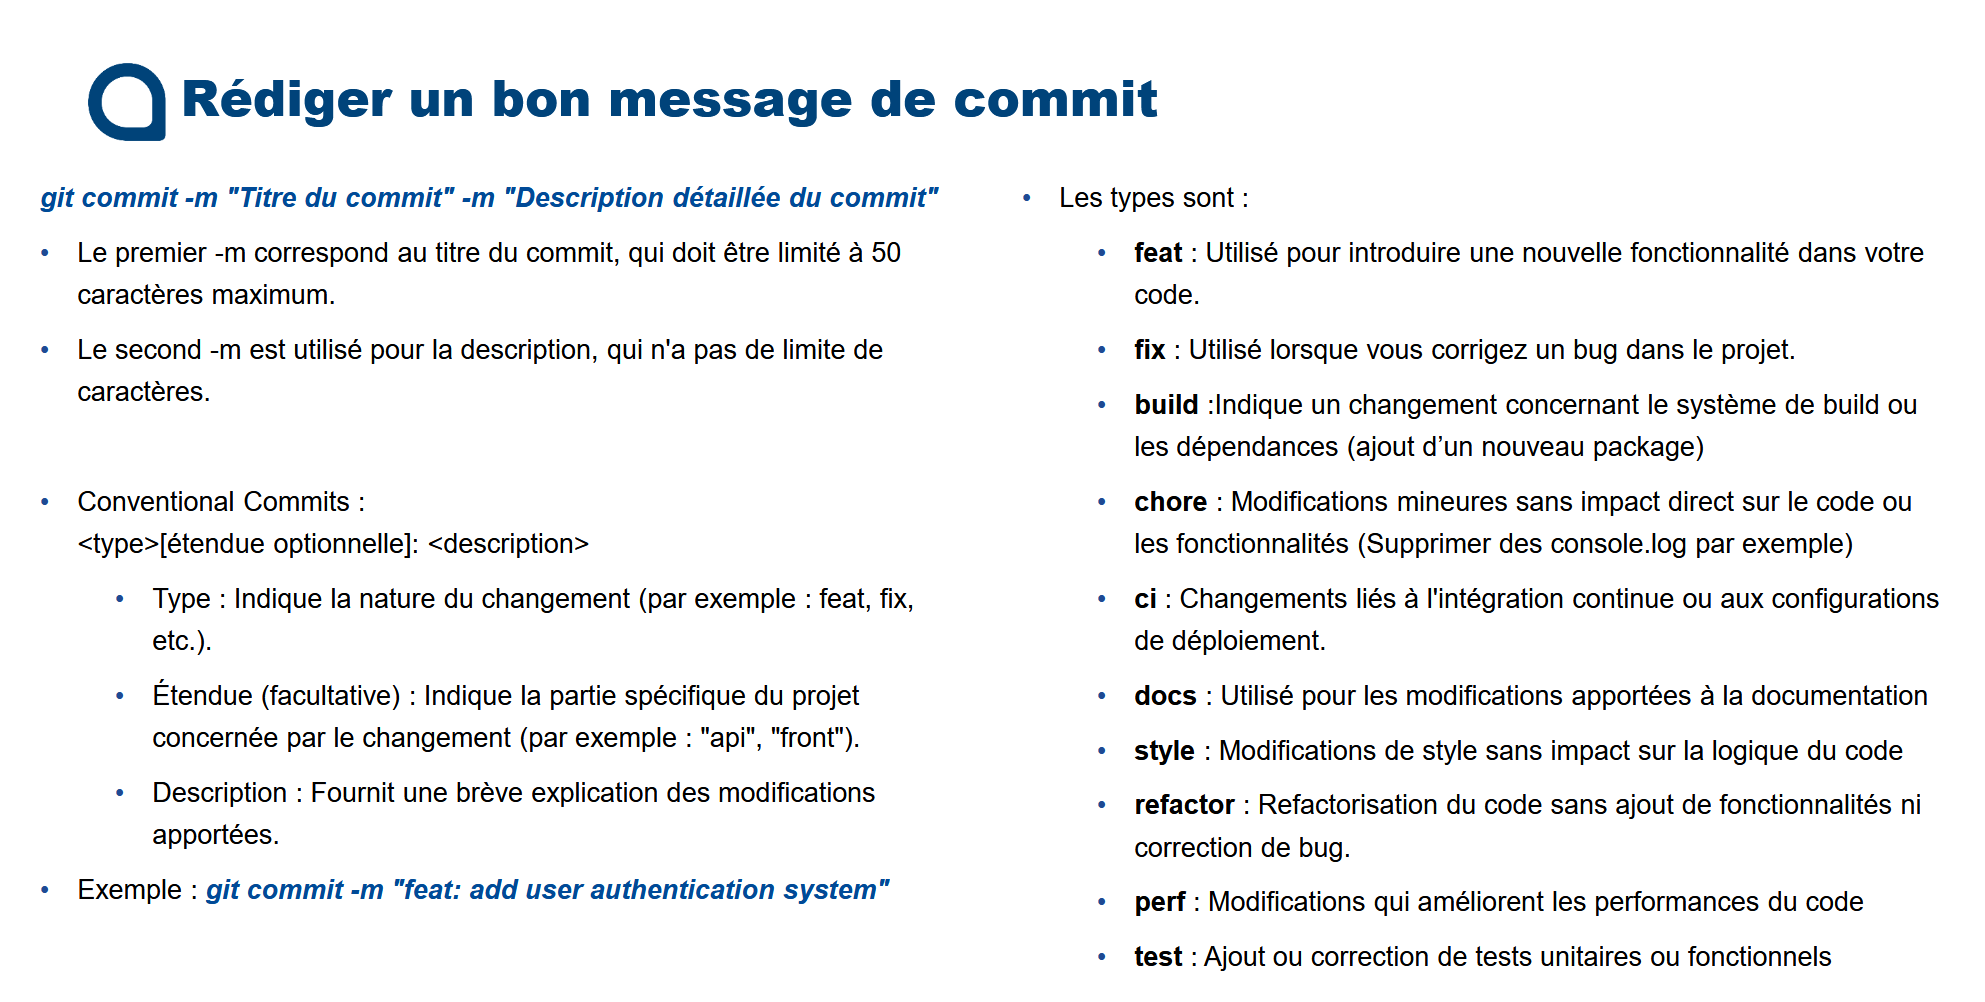 Rédiger un bon message de commit
git commit -m "Titre du commit" -m "Description détaillée du commit"
• Le premier -m correspond au titre du commit, qui doit être limité à 50
caractères maximum.
• Le second -m est utilisé pour la description, qui n'a pas de limite de
caractères.
• Conventional Commits :
<type>[étendue optionnelle]: <description>
• Type : Indique la nature du changement (par exemple : feat, fix,
etc.).
• Étendue (facultative) : Indique la partie spécifique du projet
concernée par le changement (par exemple : "api", "front").
• Description : Fournit une brève explication des modifications
apportées.
• Exemple : git commit -m "feat: add user authentication system"
• Les types sont :
• feat : Utilisé pour introduire une nouvelle fonctionnalité dans votre
code.
• fix : Utilisé lorsque vous corrigez un bug dans le projet.
• build :Indique un changement concernant le système de build ou
les dépendances (ajout d’un nouveau package)
• chore : Modifications mineures sans impact direct sur le code ou
les fonctionnalités (Supprimer des console.log par exemple)
• ci : Changements liés à l'intégration continue ou aux configurations
de déploiement.
• docs : Utilisé pour les modifications apportées à la documentation
• style : Modifications de style sans impact sur la logique du code
• refactor : Refactorisation du code sans ajout de fonctionnalités ni
correction de bug.
• perf : Modifications qui améliorent les performances du code
• test : Ajout ou correction de tests unitaires ou fonctionnels